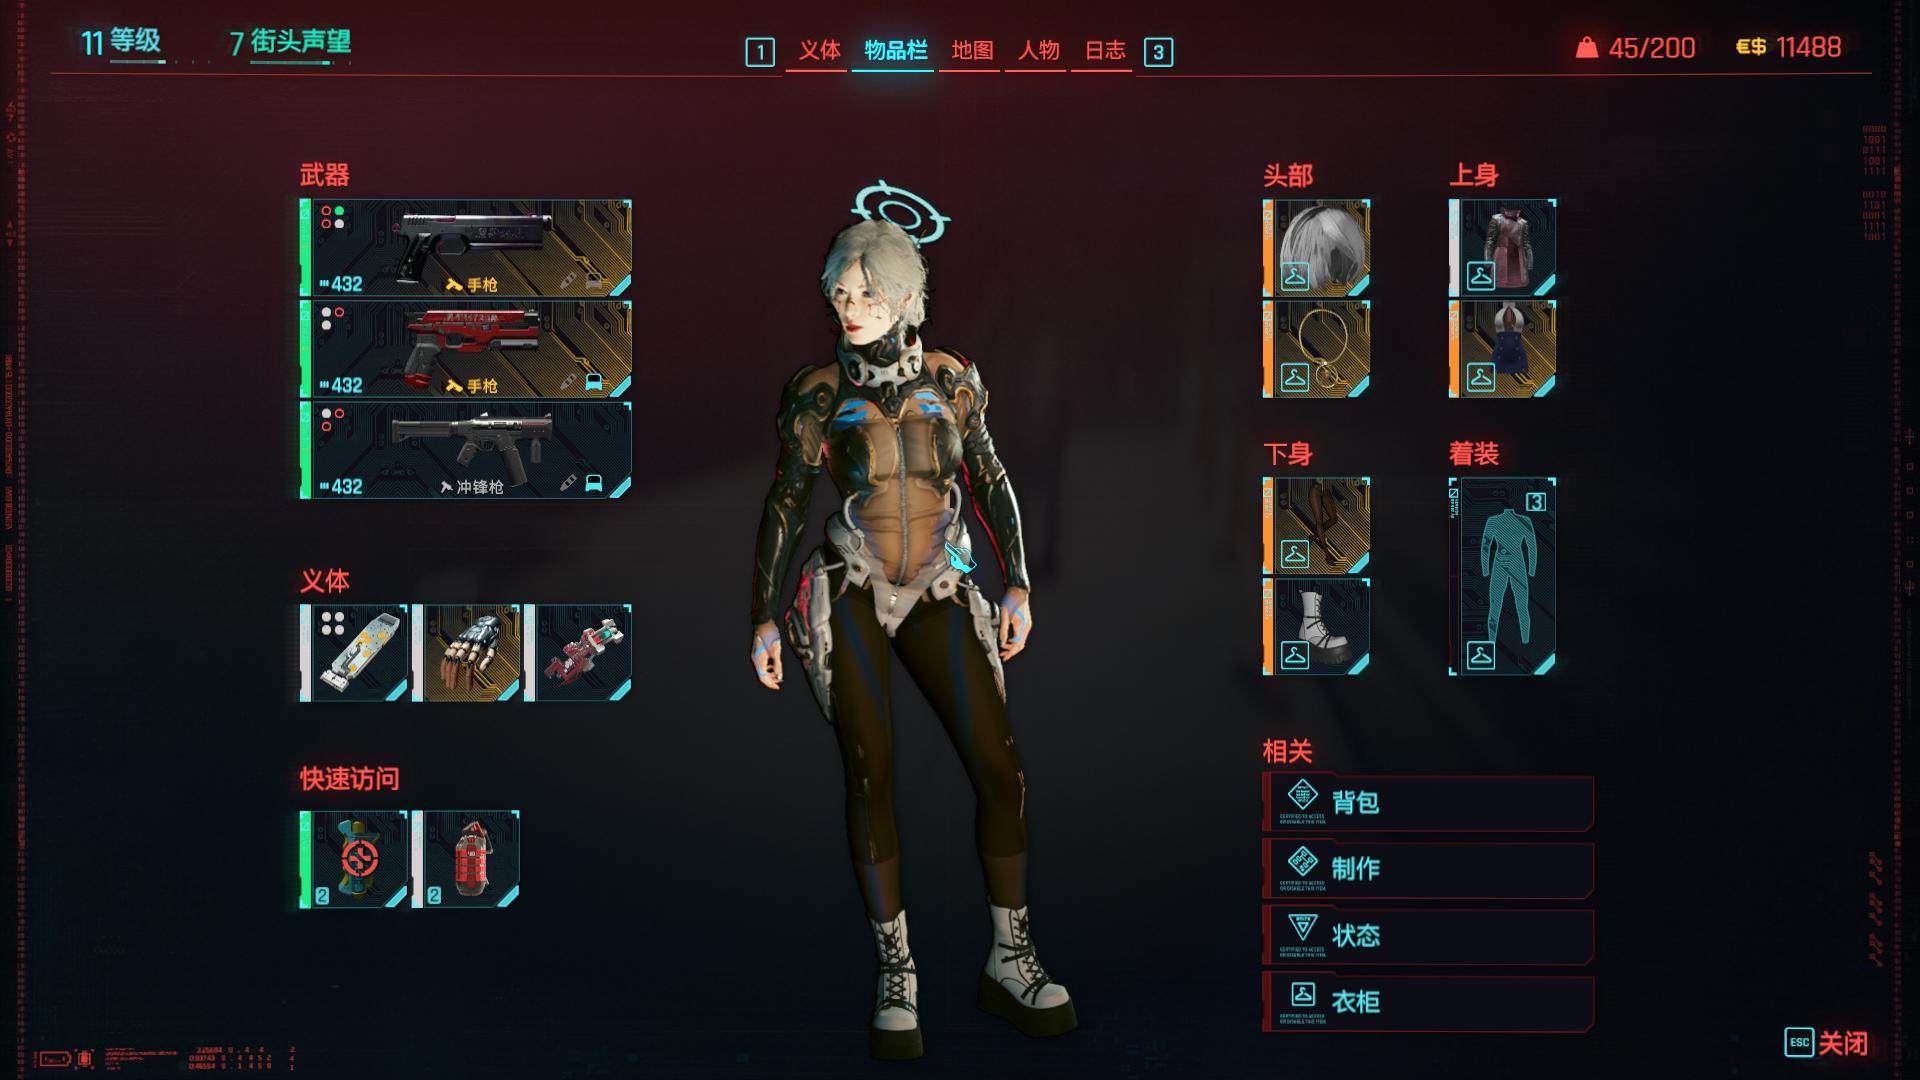 11 等级
7 街头声望
1 义体 物品栏 地图 人物 日志 3
45/200
€$ 11488
武器
432 手枪
432 手枪
432 冲锋枪
义体
快速访问
2
2
头部
上身
下身
着装
3
相关
背包
制作
状态
衣柜
ESC 关闭